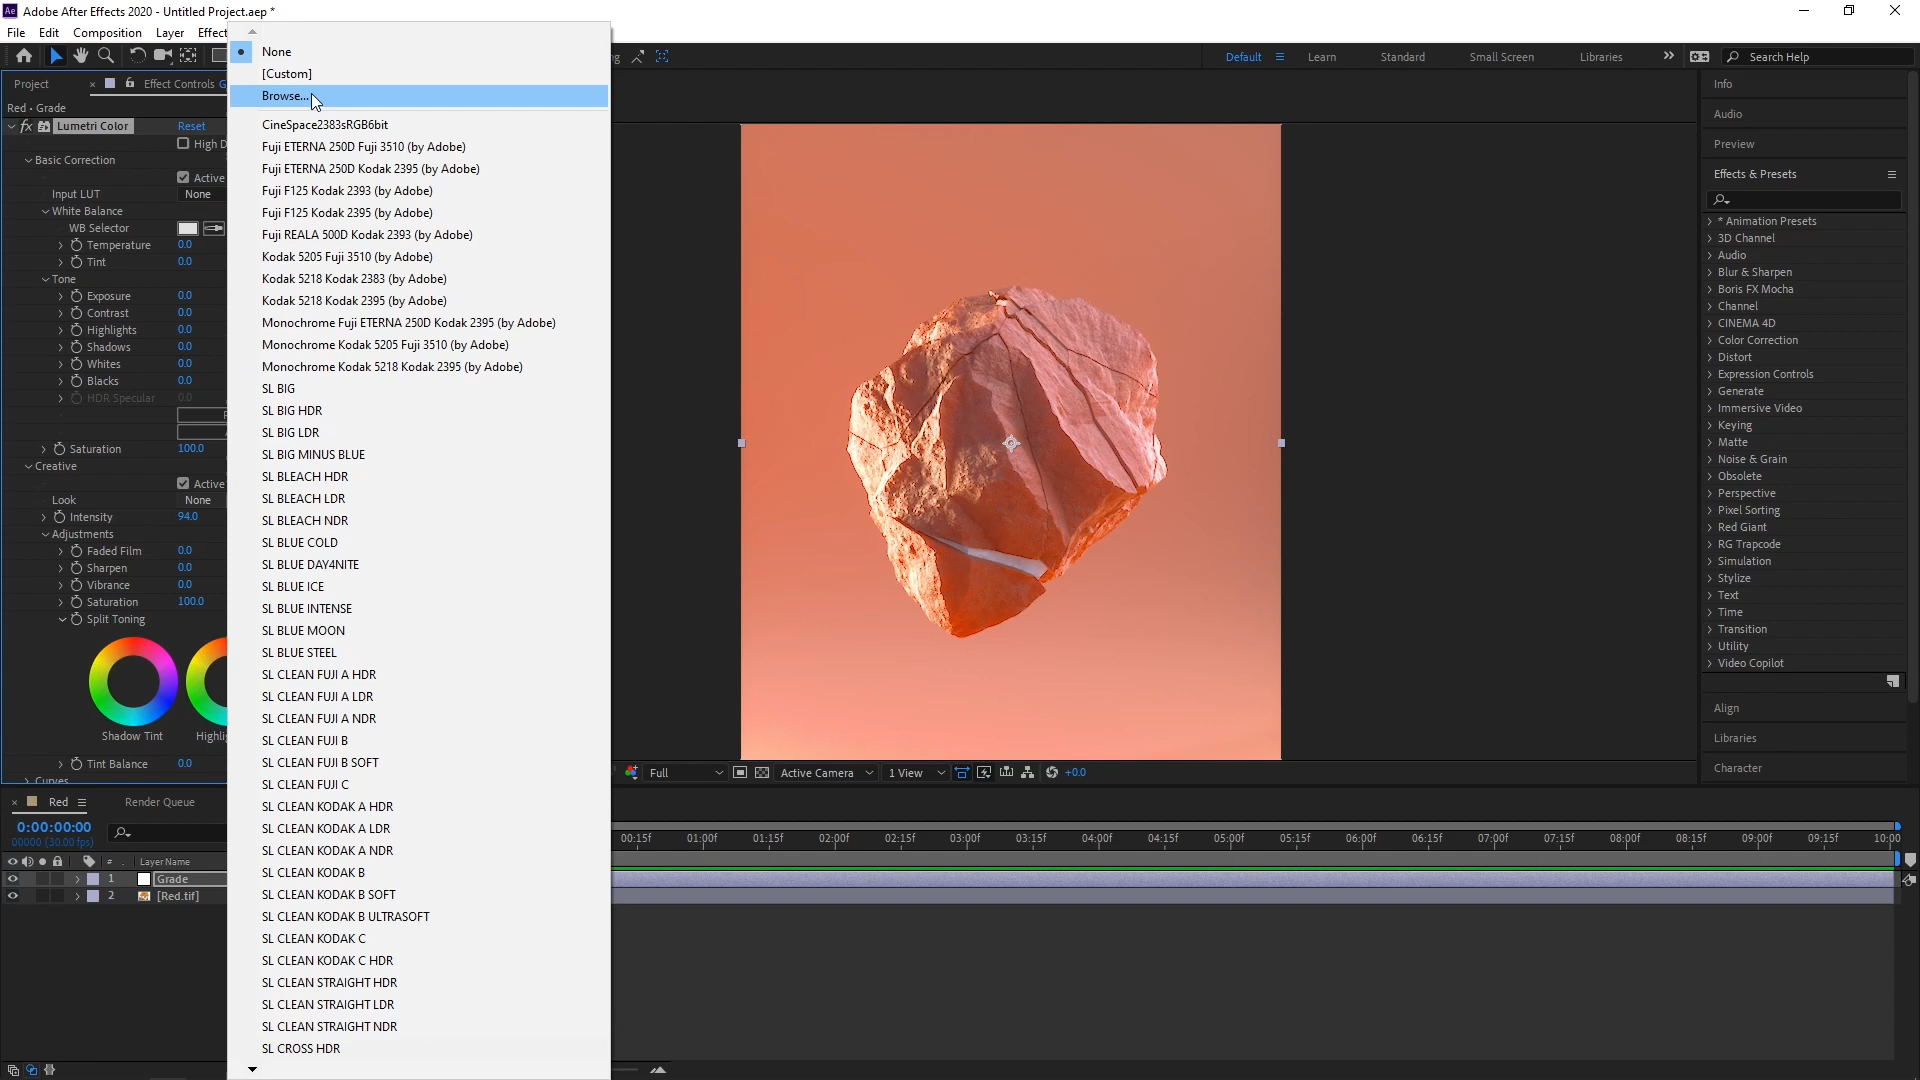 Adobe After Effects 2020 - Untitled Project.aep *
File Edit Composition Layer Effect
Default Learn Standard Small Screen Libraries Search Help
Project
Effect Controls G
Red • Grade
Lumetri Color Reset
High D
Basic Correction
Active
Input LUT None
White Balance
WB Selector
Temperature 0.0
Tint 0.0
Tone
Exposure 0.0
Contrast 0.0
Highlights 0.0
Shadows 0.0
Whites 0.0
Blacks 0.0
HDR Specular 0.0
Saturation 100.0
Creative
Active
Look None
Intensity 94.0
Adjustments
Faded Film 0.0
Sharpen 0.0
Vibrance 0.0
Saturation 100.0
Split Toning
Shadow Tint Highli
Tint Balance 0.0
Curves
None
[Custom]
Browse...
CineSpace2383sRGB6bit
Fuji ETERNA 250D Fuji 3510 (by Adobe)
Fuji ETERNA 250D Kodak 2395 (by Adobe)
Fuji F125 Kodak 2393 (by Adobe)
Fuji F125 Kodak 2395 (by Adobe)
Fuji REALA 500D Kodak 2393 (by Adobe)
Kodak 5205 Fuji 3510 (by Adobe)
Kodak 5218 Kodak 2383 (by Adobe)
Kodak 5218 Kodak 2395 (by Adobe)
Monochrome Fuji ETERNA 250D Kodak 2395 (by Adobe)
Monochrome Kodak 5205 Fuji 3510 (by Adobe)
Monochrome Kodak 5218 Kodak 2395 (by Adobe)
SL BIG
SL BIG HDR
SL BIG LDR
SL BIG MINUS BLUE
SL BLEACH HDR
SL BLEACH LDR
SL BLEACH NDR
SL BLUE COLD
SL BLUE DAY4NITE
SL BLUE ICE
SL BLUE INTENSE
SL BLUE MOON
SL BLUE STEEL
SL CLEAN FUJI A HDR
SL CLEAN FUJI A LDR
SL CLEAN FUJI A NDR
SL CLEAN FUJI B
SL CLEAN FUJI B SOFT
SL CLEAN FUJI C
SL CLEAN KODAK A HDR
SL CLEAN KODAK A LDR
SL CLEAN KODAK A NDR
SL CLEAN KODAK B
SL CLEAN KODAK B SOFT
SL CLEAN KODAK B ULTRASOFT
SL CLEAN KODAK C
SL CLEAN KODAK C HDR
SL CLEAN STRAIGHT HDR
SL CLEAN STRAIGHT LDR
SL CLEAN STRAIGHT NDR
SL CROSS HDR
Full Active Camera 1 View +0.0
Info
Audio
Preview
Effects & Presets
* Animation Presets
3D Channel
Audio
Blur & Sharpen
Boris FX Mocha
Channel
CINEMA 4D
Color Correction
Distort
Expression Controls
Generate
Immersive Video
Keying
Matte
Noise & Grain
Obsolete
Perspective
Pixel Sorting
Red Giant
RG Trapcode
Simulation
Stylize
Text
Time
Transition
Utility
Video Copilot
Align
Libraries
Character
Red Render Queue
0:00:00:00
00000 (30.00 fps)
# . Layer Name
1 Grade
2 [Red.tif]
00:15f 01:00f 01:15f 02:00f 02:15f 03:00f 03:15f 04:00f 04:15f 05:00f 05:15f 06:00f 06:15f 07:00f 07:15f 08:00f 08:15f 09:00f 09:15f 10:00